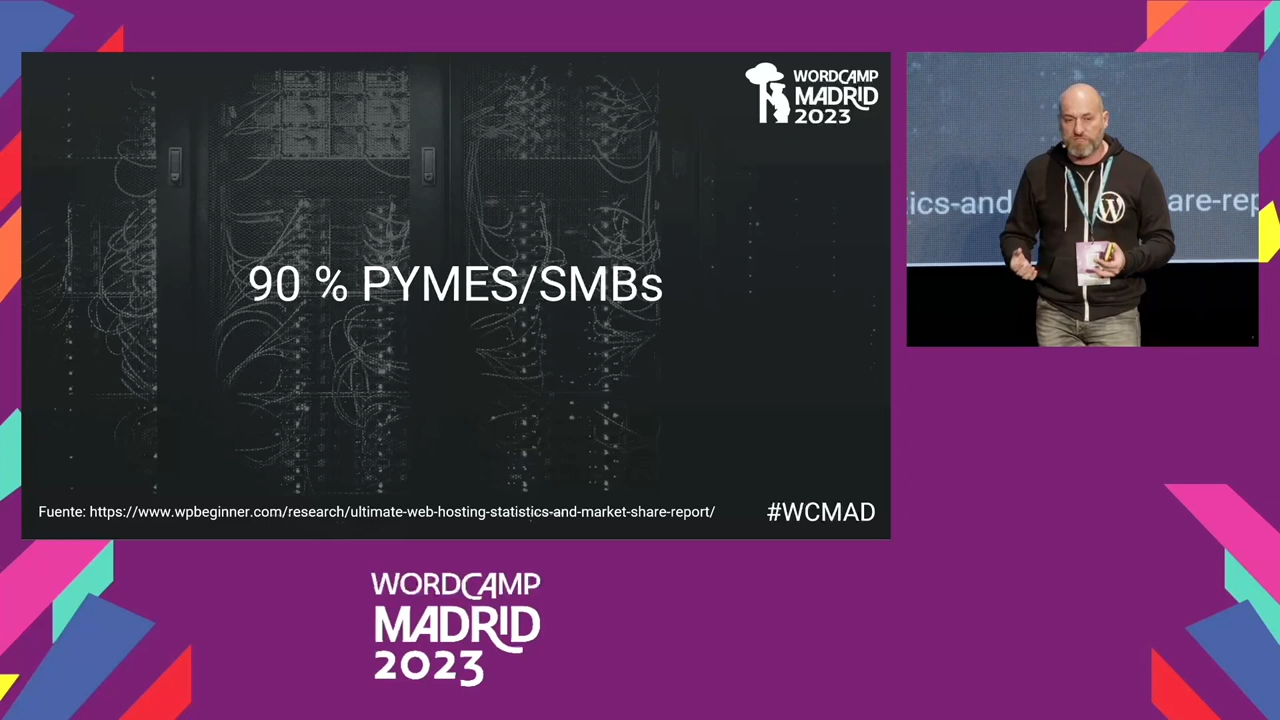 WORDCAMP
MADRID
2023
90 % PYMES/SMBs
Fuente: https://www.wpbeginner.com/research/ultimate-web-hosting-statistics-and-market-share-report/
#WCMAD
tics-and
are-rep
WORDCAMP
MADRID
2023